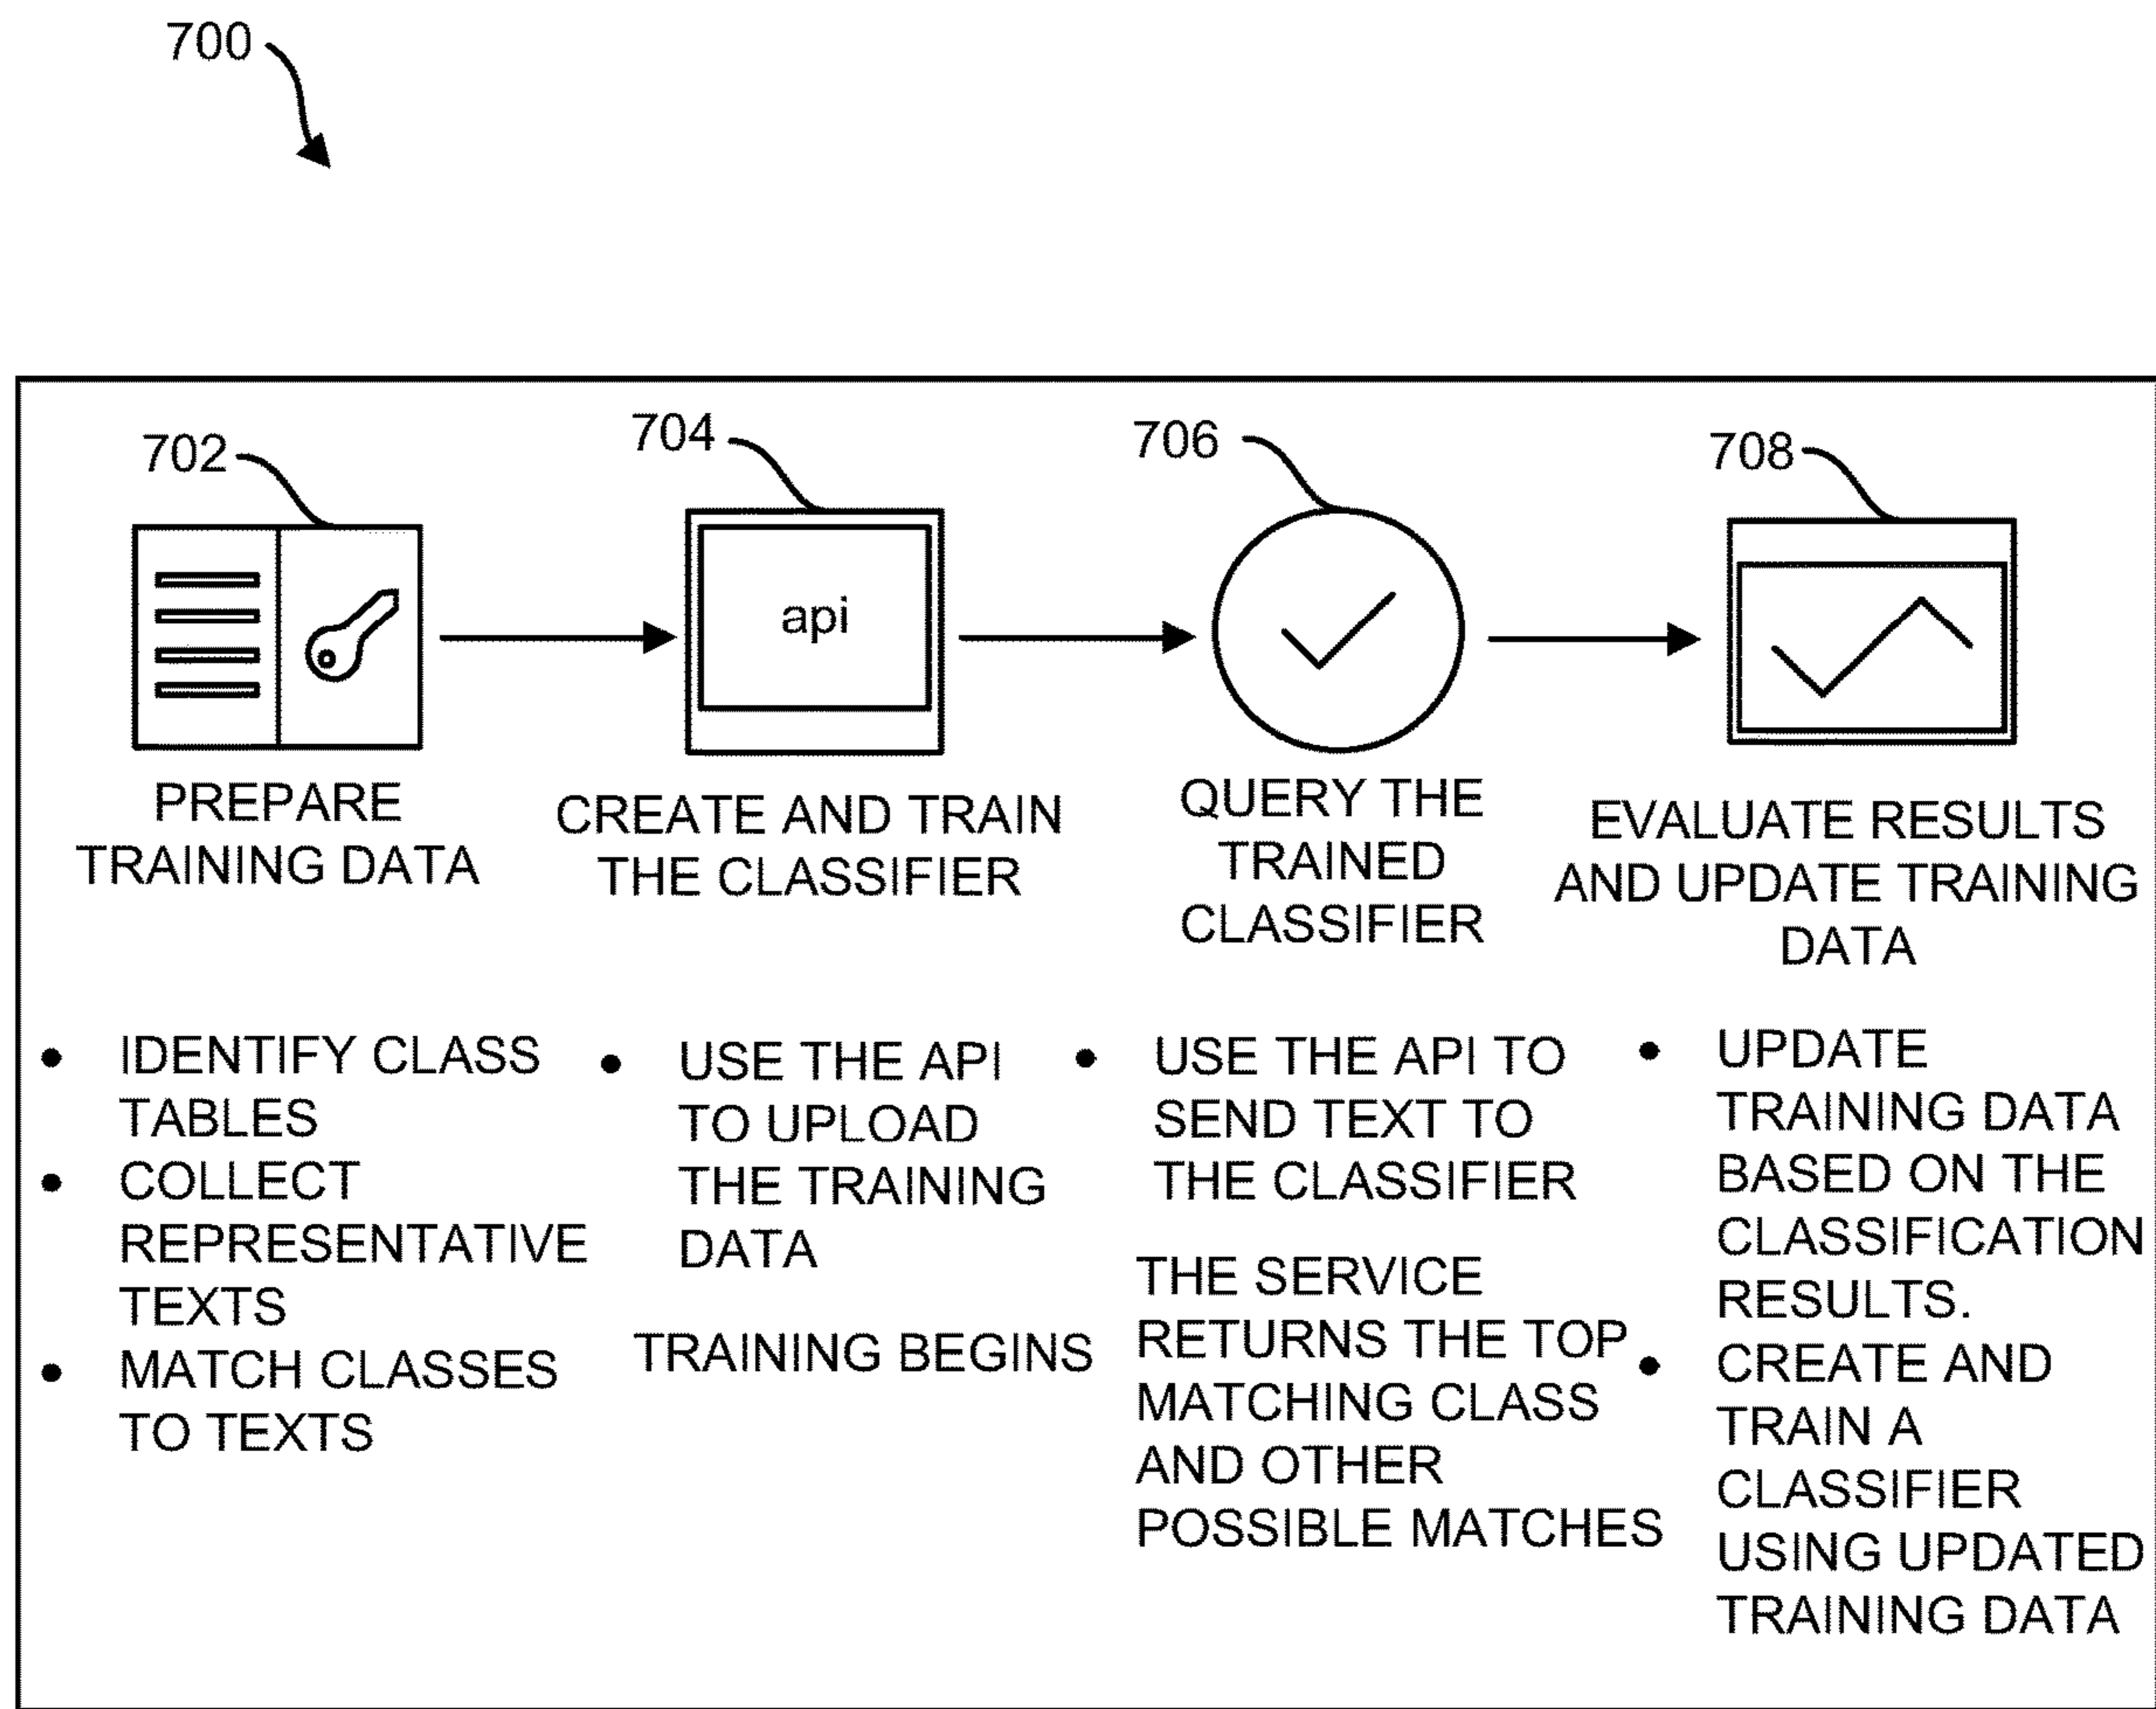 700
702
704
706
708
api
PREPARE
TRAINING DATA
CREATE AND TRAIN
THE CLASSIFIER
QUERY THE
TRAINED
CLASSIFIER
EVALUATE RESULTS
AND UPDATE TRAINING
DATA
• IDENTIFY CLASS
TABLES
• COLLECT
REPRESENTATIVE
TEXTS
• MATCH CLASSES
TO TEXTS
• USE THE API
TO UPLOAD
THE TRAINING
DATA
TRAINING BEGINS
• USE THE API TO
SEND TEXT TO
THE CLASSIFIER
THE SERVICE
RETURNS THE TOP
MATCHING CLASS
AND OTHER
POSSIBLE MATCHES
• UPDATE
TRAINING DATA
BASED ON THE
CLASSIFICATION
RESULTS.
• CREATE AND
TRAIN A
CLASSIFIER
USING UPDATED
TRAINING DATA